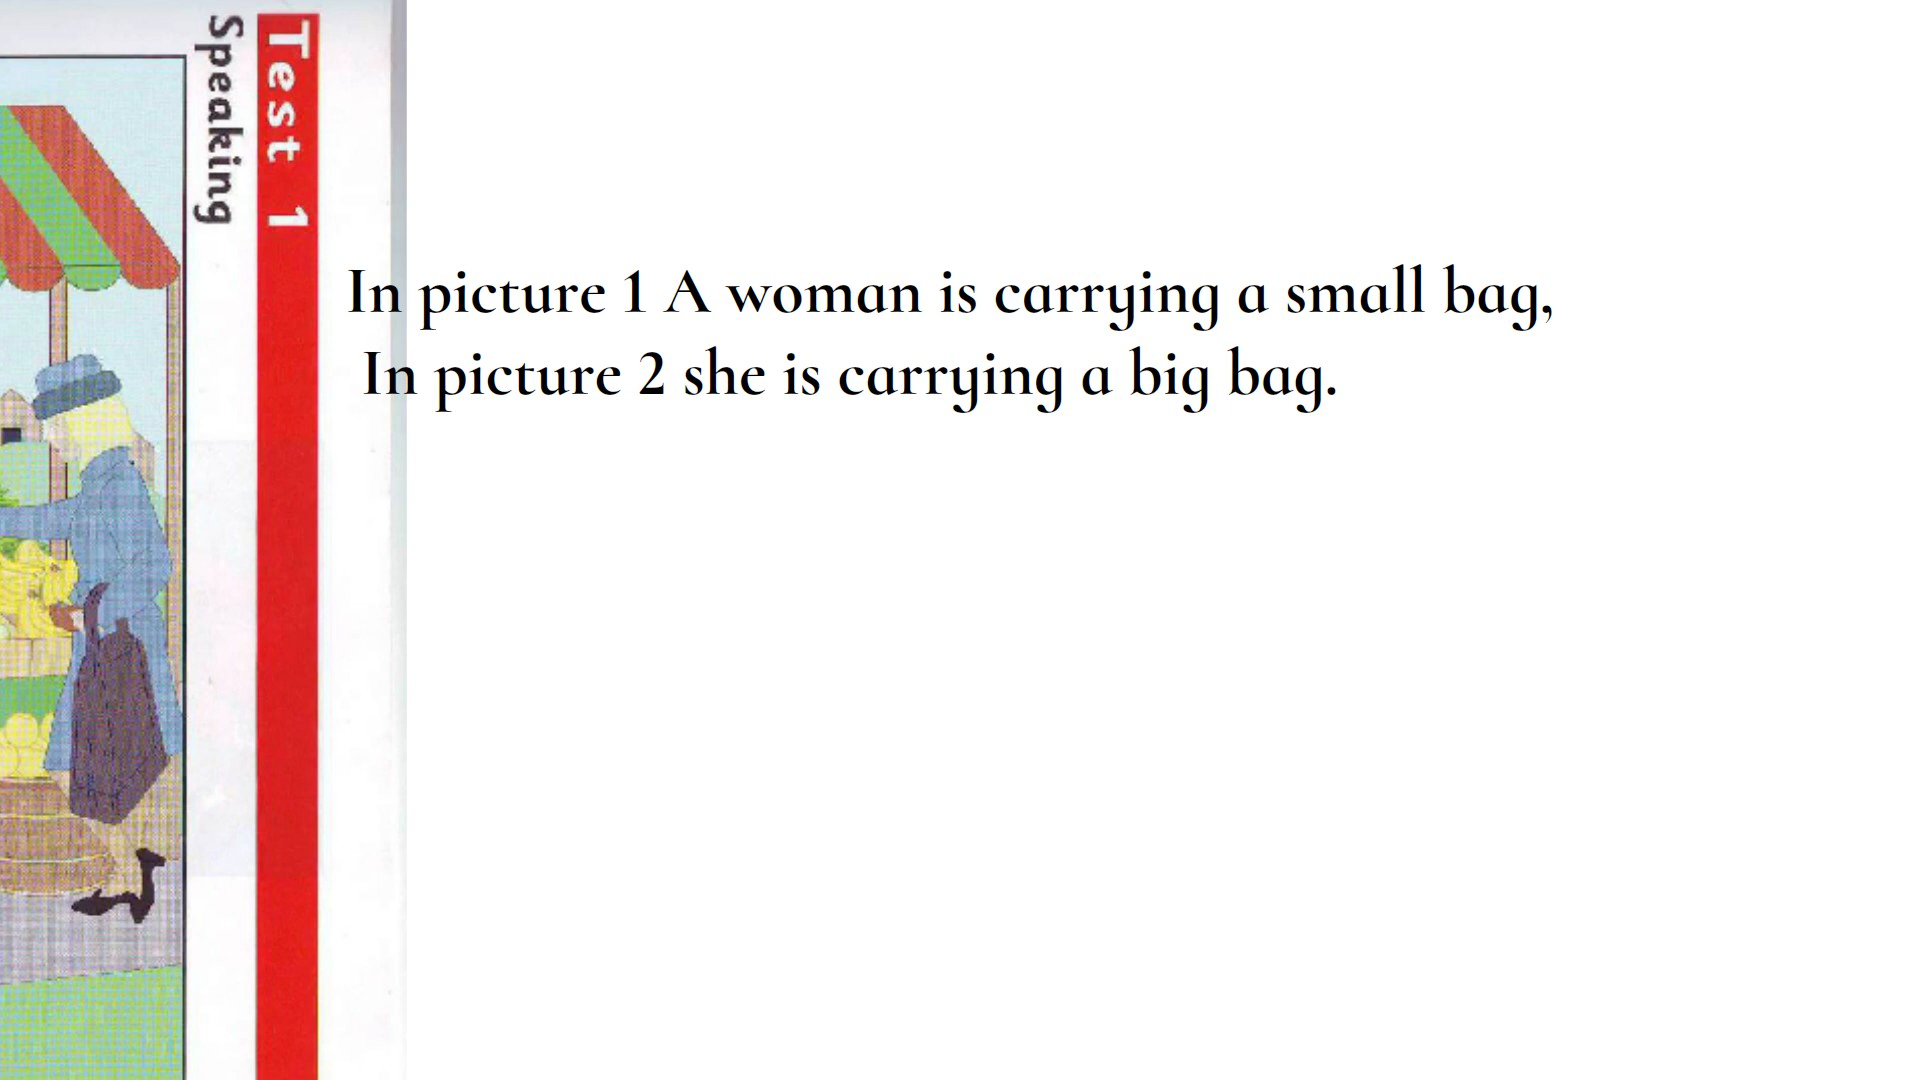 Test 1
Speaking
In picture 1 A woman is carrying a small bag,
In picture 2 she is carrying a big bag.